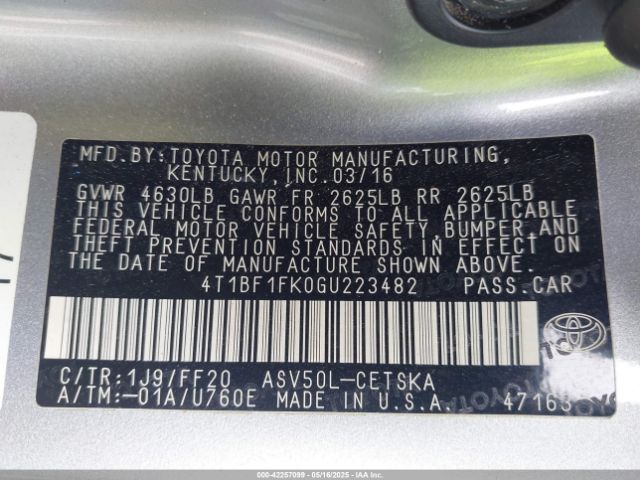 MFD.BY:TOYOTA MOTOR MANUFACTURING,
KENTUCKY, INC. 03/16
GVWR 4630LB GAWR FR 2625LB RR 2625LB
THIS VEHICLE CONFORMS TO ALL APPLICABLE
FEDERAL MOTOR VEHICLE SAFETY, BUMPER, AND
THEFT PREVENTION STANDARDS IN EFFECT ON
THE DATE OF MANUFACTURE SHOWN ABOVE.
4T1BF1FK0GU223482 PASS.CAR
C/TR:1J9/FF20 ASV50L-CETSKA
A/TM:-01A/U760E MADE IN U.S.A. 47163
000-42257099 - 05/16/2025 - IAAI.COM